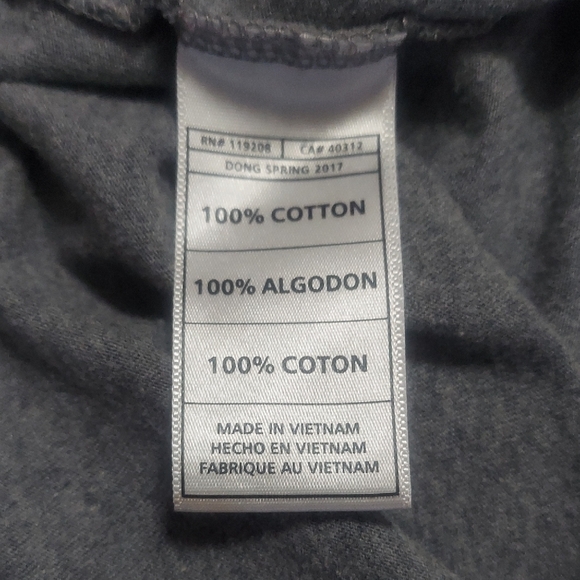 RN# 119208 CA# 40312
DONG SPRING 2017
100% COTTON
100% ALGODON
100% COTON
MADE IN VIETNAM
HECHO EN VIETNAM
FABRIQUE AU VIETNAM